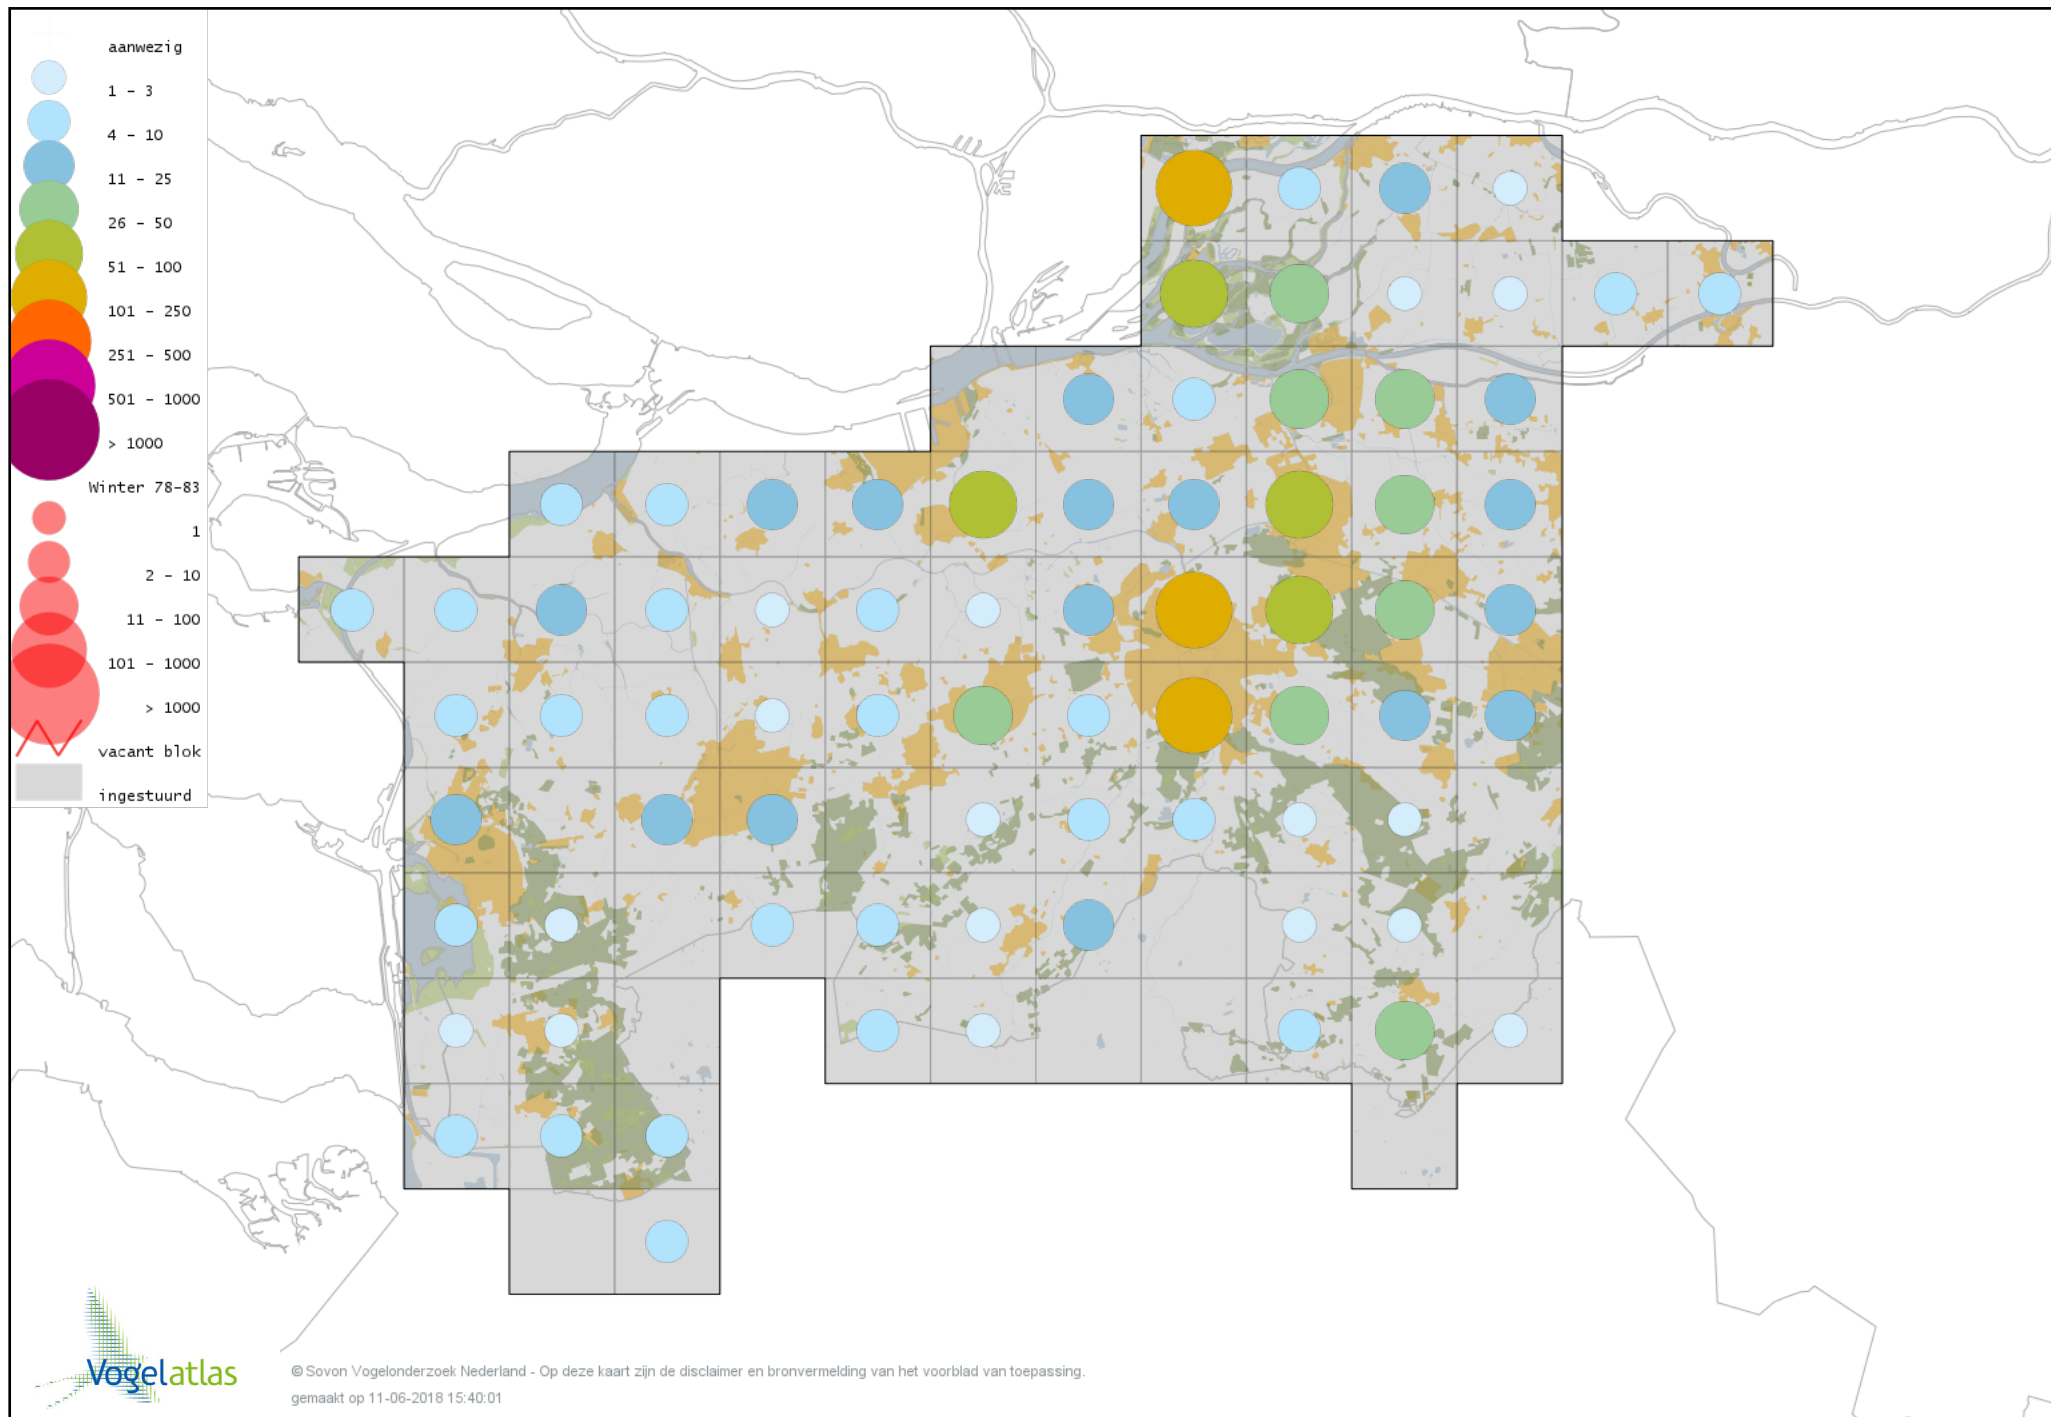 aanwezig
1 - 3
4 - 10
11 - 25
26 - 50
51 - 100
101 - 250
251 - 500
501 - 1000
> 1000
Winter 78-83
1
2 - 10
11 - 100
101 - 1000
> 1000
vacant blok
ingestuurd
Vogelatlas
© Sovon Vogelonderzoek Nederland - Op deze kaart zijn de disclaimer en bronvermelding van het voorblad van toepassing.
gemaakt op 11-06-2018 15:40:01